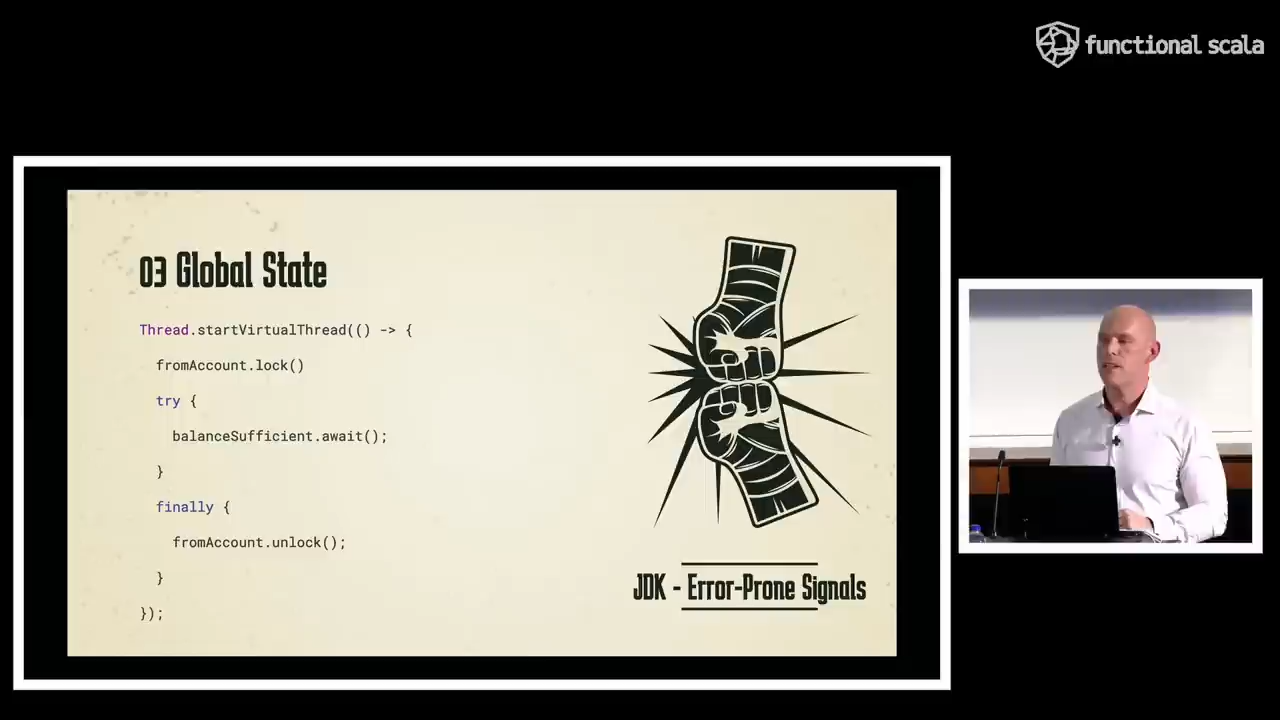 functional scala
03 Global State
Thread.startVirtualThread(() -> {
fromAccount.lock()
try {
balanceSufficient.await();
}
finally {
fromAccount.unlock();
}
});
JDK - Error-Prone Signals